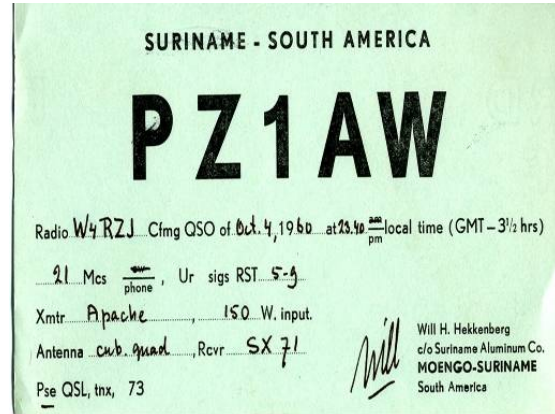 SURINAME - SOUTH AMERICA
PZ1AW
Radio W4RZJ Cfmg QSO of Oct. 4, 1960 at 23.40 am pm local time (GMT – 3½ hrs)
21 Mcs cw phone, Ur sigs RST 5-9
Xmtr Apache, 150 W. input.
Antenna cub. quad, Rcvr SX 71
Pse QSL, tnx, 73
Will
Will H. Hekkenberg
c/o Suriname Aluminum Co.
MOENGO-SURINAME
South America